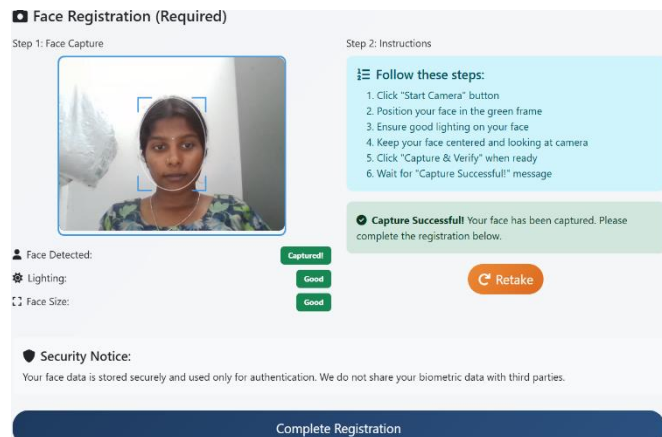 Face Registration (Required)
Step 1: Face Capture
Face Detected:
Captured!
Lighting:
Good
Face Size:
Good
Step 2: Instructions
Follow these steps:
1. Click "Start Camera" button
2. Position your face in the green frame
3. Ensure good lighting on your face
4. Keep your face centered and looking at camera
5. Click "Capture & Verify" when ready
6. Wait for "Capture Successful!" message
Capture Successful! Your face has been captured. Please
complete the registration below.
Retake
Security Notice:
Your face data is stored securely and used only for authentication. We do not share your biometric data with third parties.
Complete Registration